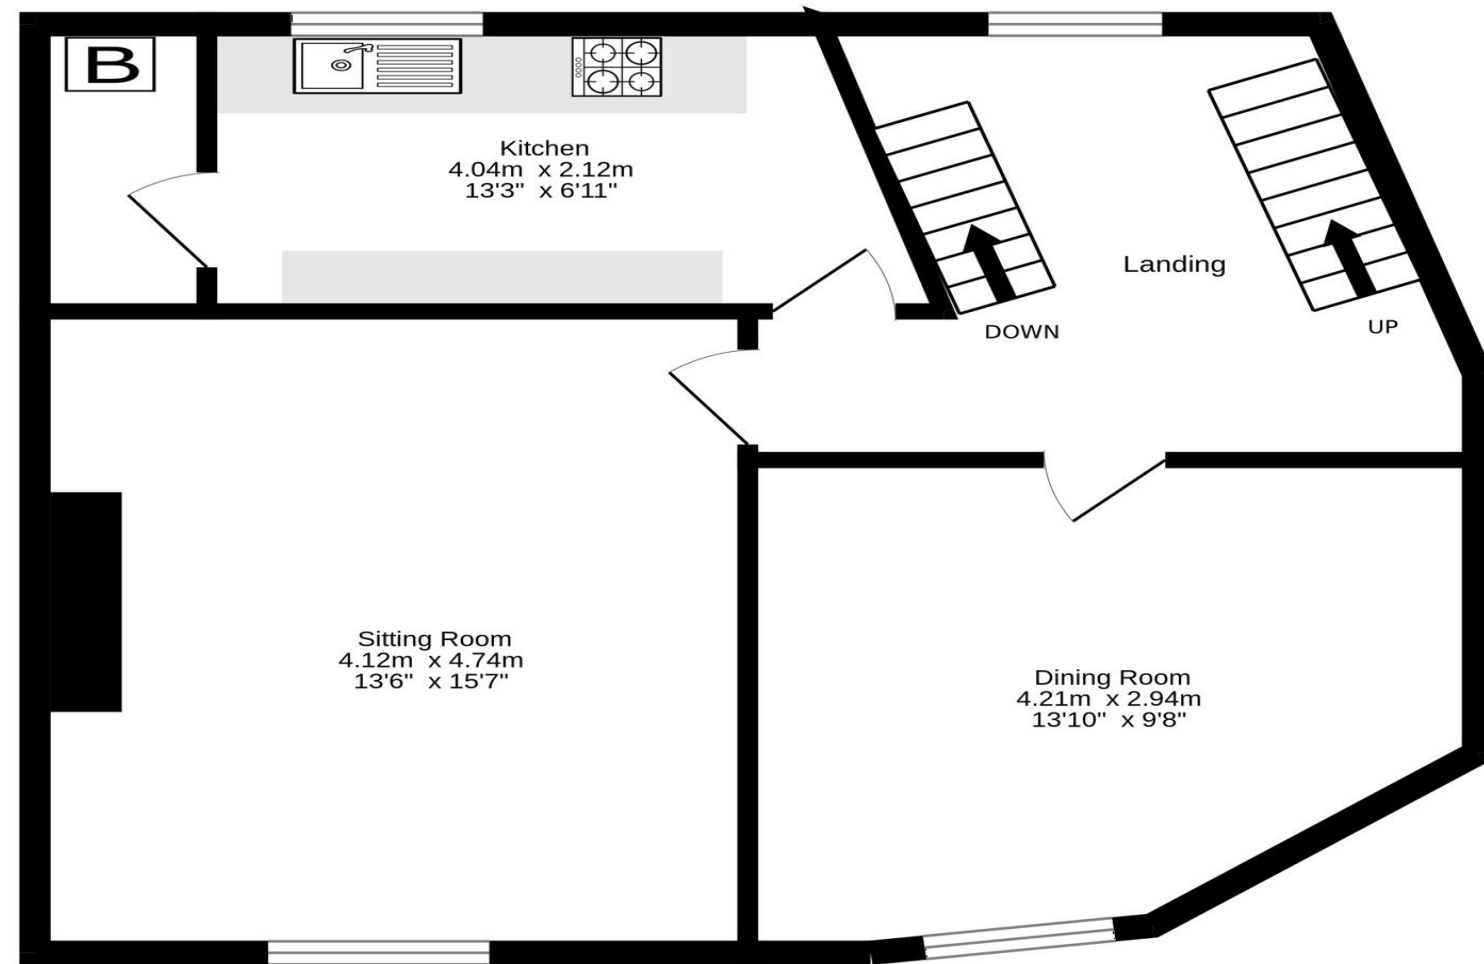 B
Kitchen
4.04m x 2.12m
13'3" x 6'11"
Landing
DOWN
UP
Sitting Room
4.12m x 4.74m
13'6" x 15'7"
Dining Room
4.21m x 2.94m
13'10" x 9'8"